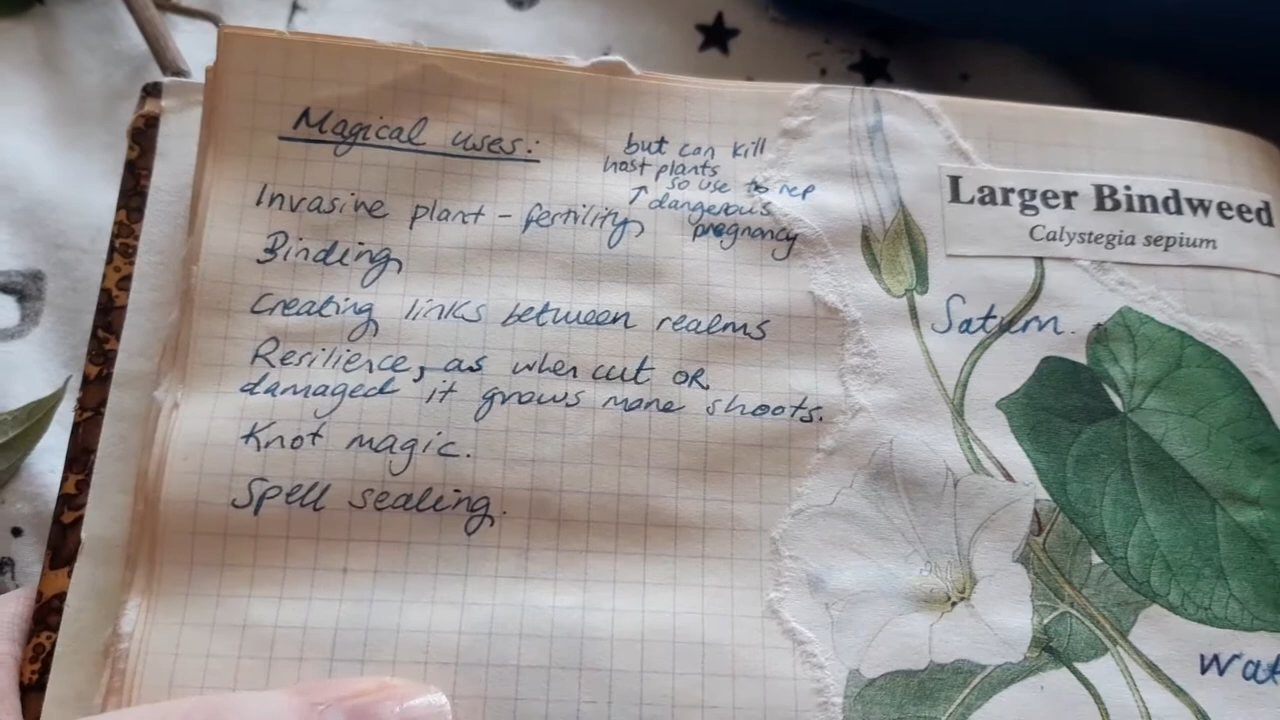 Magical uses:
but can kill
host plants
so use to rep
↑ dangerous
pregnancy
Invasive plant - fertility
Binding
Creating links between realms
Resilience, as when cut OR
damaged it grows more shoots.
Knot magic.
Spell sealing.
Larger Bindweed
Calystegia sepium
Saturn.
Wat